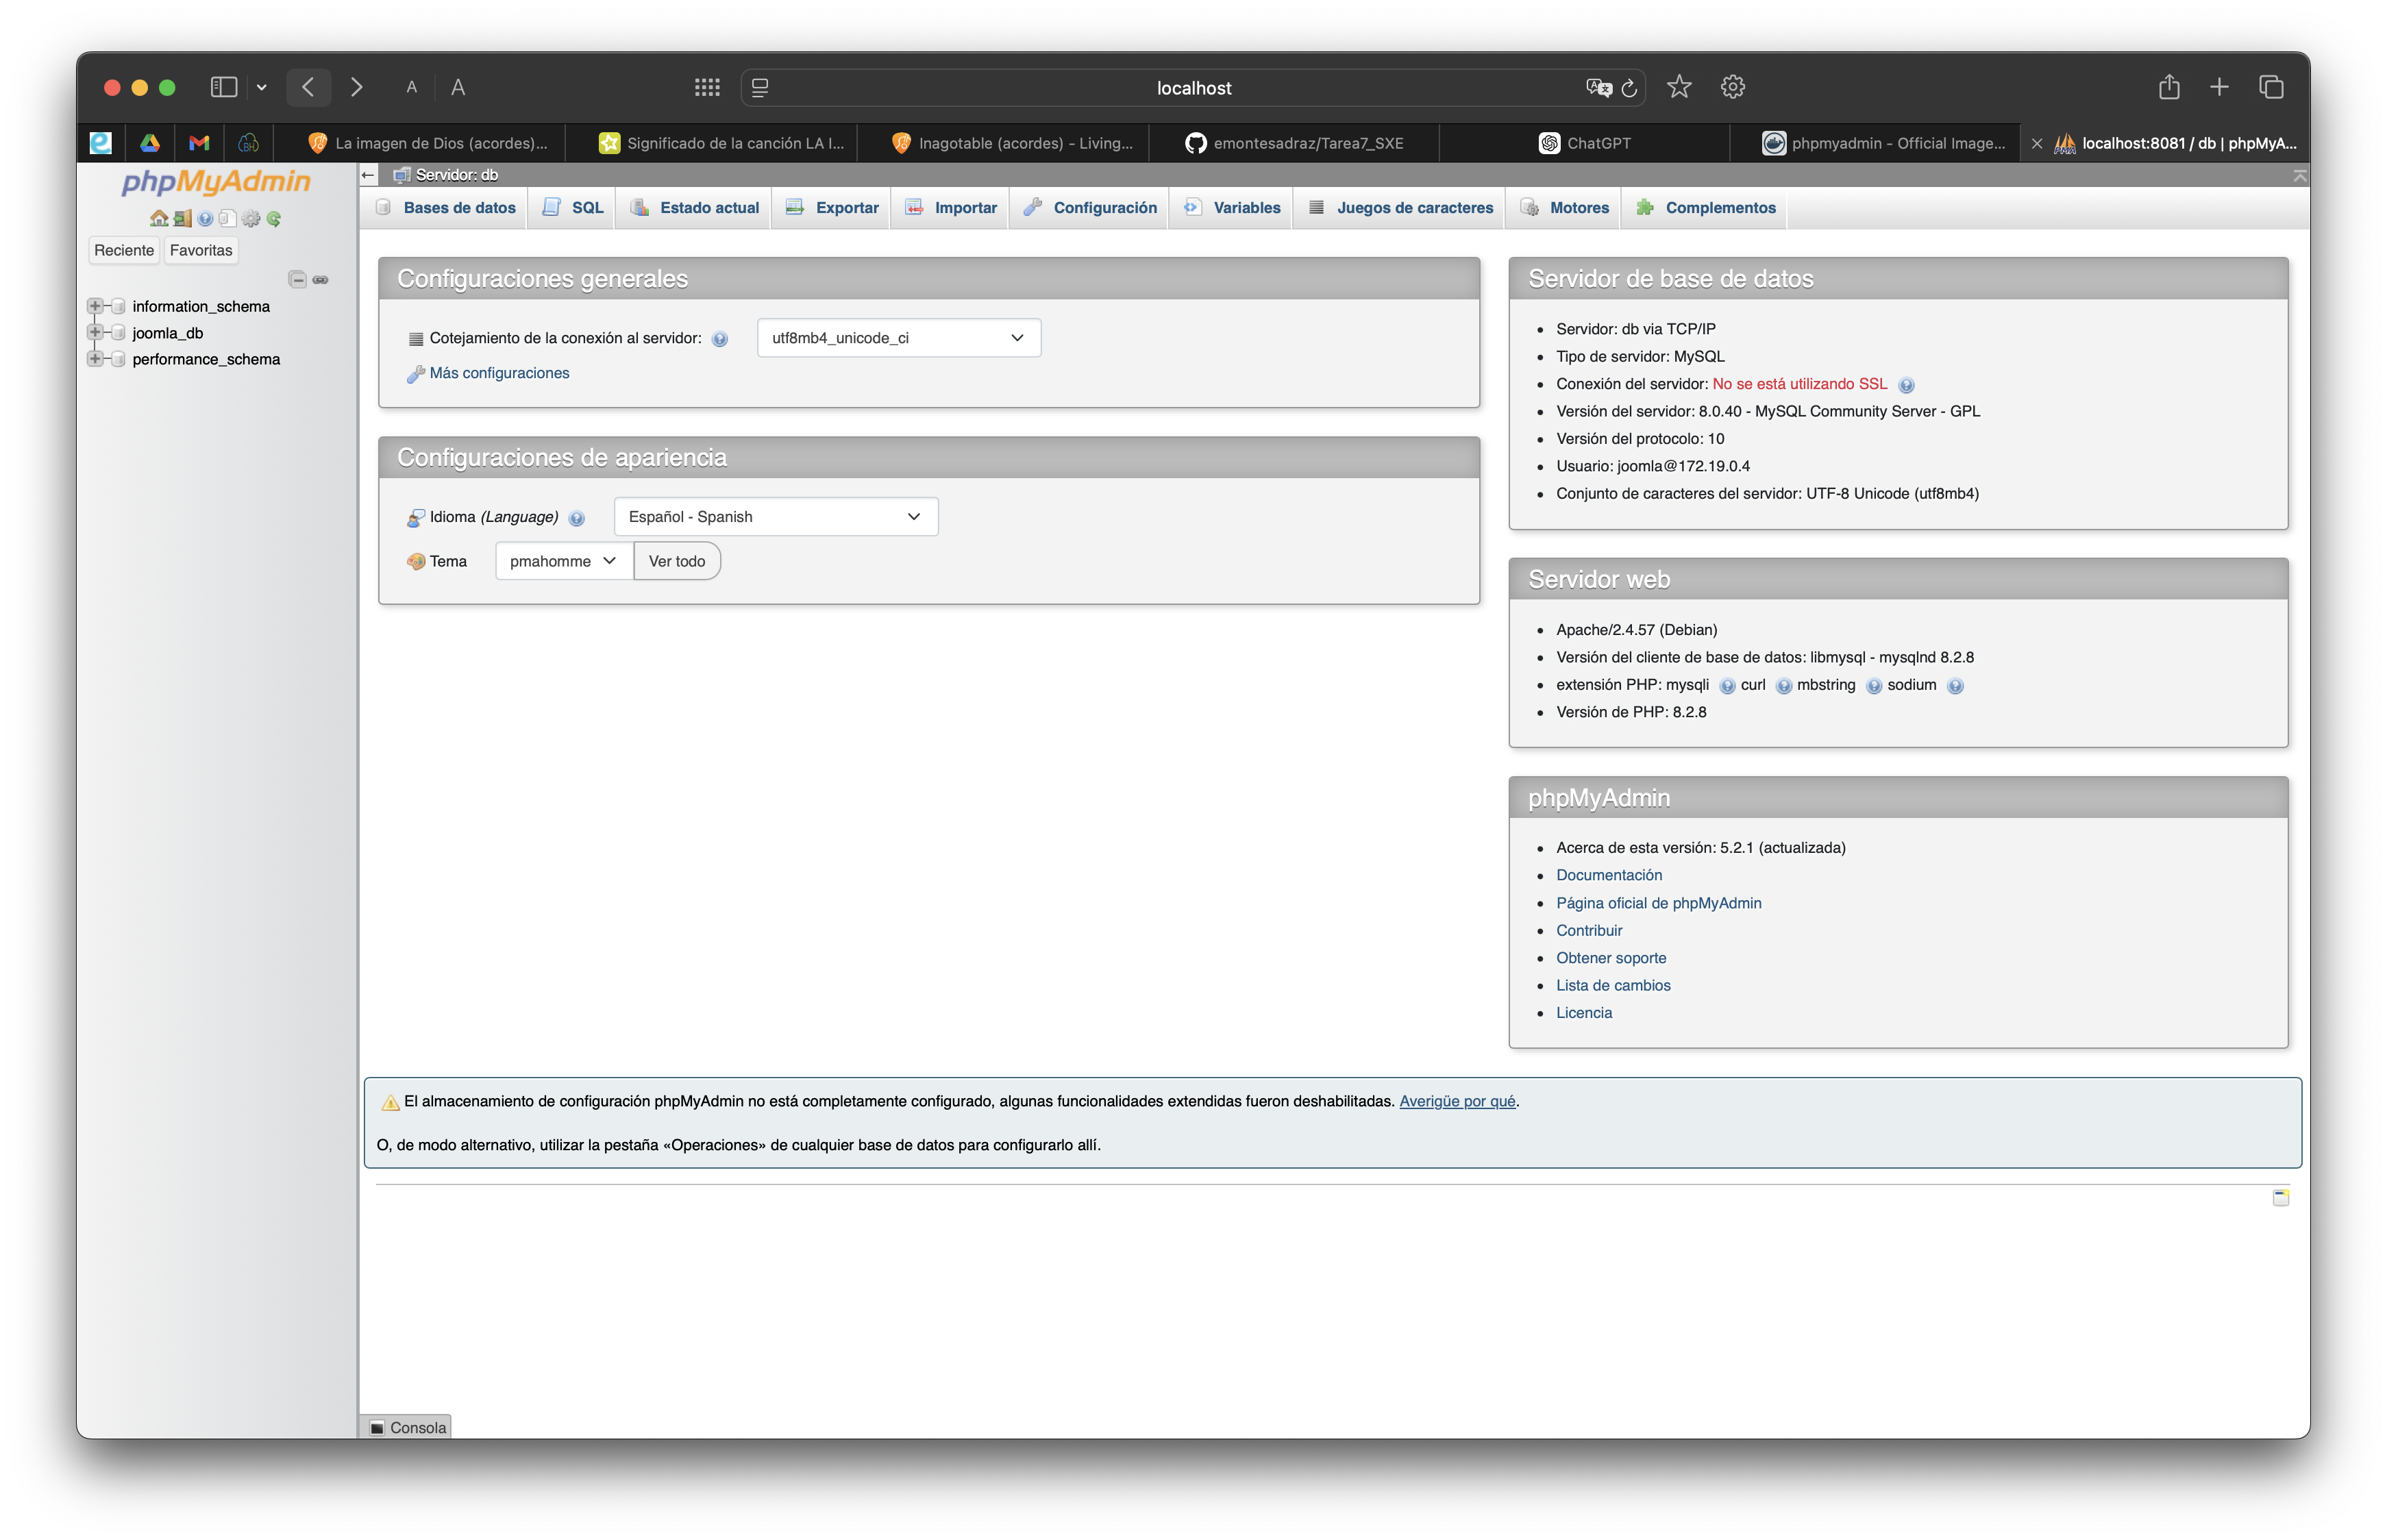 localhost
La imagen de Dios (acordes)...
Significado de la canción LA I...
Inagotable (acordes) - Living...
emontesadraz/Tarea7_SXE
ChatGPT
phpmyadmin - Official Image...
localhost:8081 / db | phpMyA...
phpMyAdmin
Reciente Favoritas
information_schema
joomla_db
performance_schema
Servidor: db
Bases de datos SQL Estado actual Exportar Importar Configuración Variables Juegos de caracteres Motores Complementos
Configuraciones generales
Cotejamiento de la conexión al servidor: utf8mb4_unicode_ci
Más configuraciones
Configuraciones de apariencia
Idioma (Language) Español - Spanish
Tema pmahomme Ver todo
Servidor de base de datos
Servidor: db via TCP/IP
Tipo de servidor: MySQL
Conexión del servidor: No se está utilizando SSL
Versión del servidor: 8.0.40 - MySQL Community Server - GPL
Versión del protocolo: 10
Usuario: joomla@172.19.0.4
Conjunto de caracteres del servidor: UTF-8 Unicode (utf8mb4)
Servidor web
Apache/2.4.57 (Debian)
Versión del cliente de base de datos: libmysql - mysqlnd 8.2.8
extensión PHP: mysqli curl mbstring sodium
Versión de PHP: 8.2.8
phpMyAdmin
Acerca de esta versión: 5.2.1 (actualizada)
Documentación
Página oficial de phpMyAdmin
Contribuir
Obtener soporte
Lista de cambios
Licencia
El almacenamiento de configuración phpMyAdmin no está completamente configurado, algunas funcionalidades extendidas fueron deshabilitadas. Averigüe por qué.
O, de modo alternativo, utilizar la pestaña «Operaciones» de cualquier base de datos para configurarlo allí.
Consola